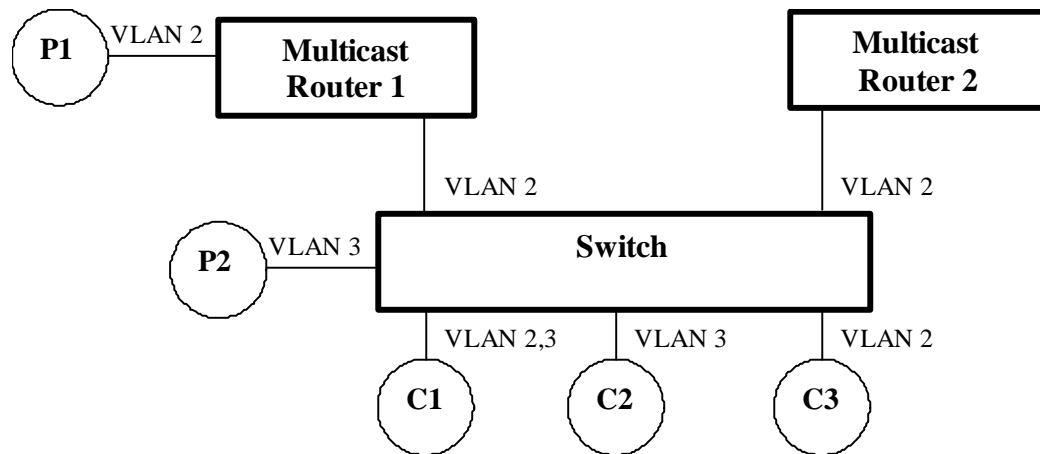 P1
VLAN 2
Multicast
Router 1
Multicast
Router 2
VLAN 2
VLAN 2
P2
VLAN 3
Switch
VLAN 2,3
VLAN 3
VLAN 2
C1
C2
C3